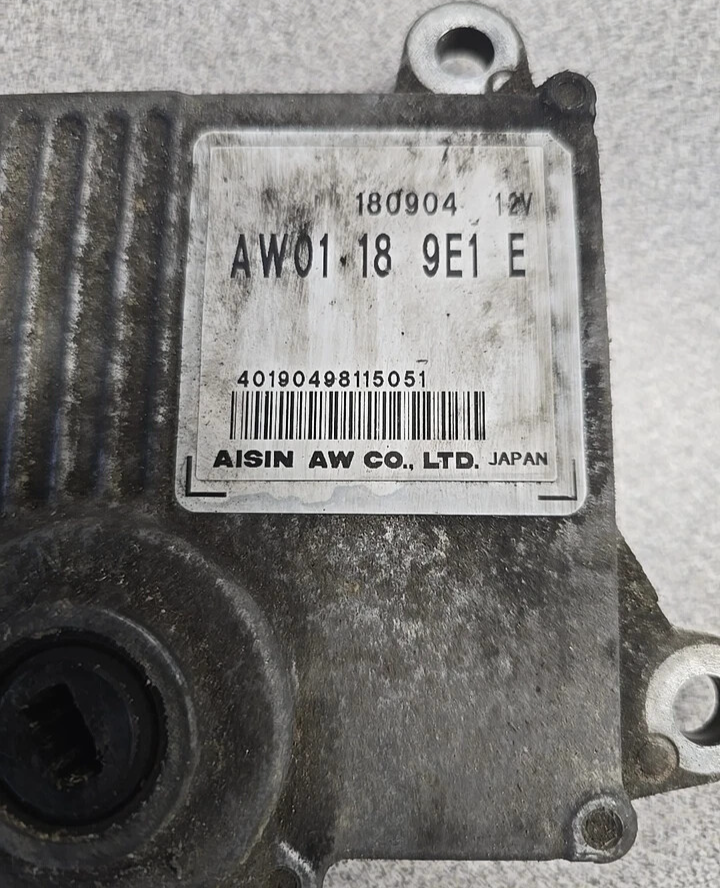 180904 12V
AW01 18 9E1 E
40190498115051
AISIN AW CO., LTD. JAPAN